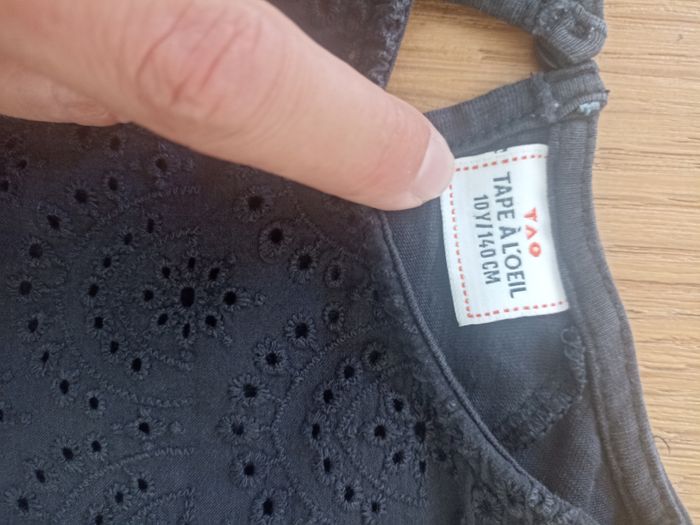 TAO
TAPE À L'OEIL
10Y/140CM